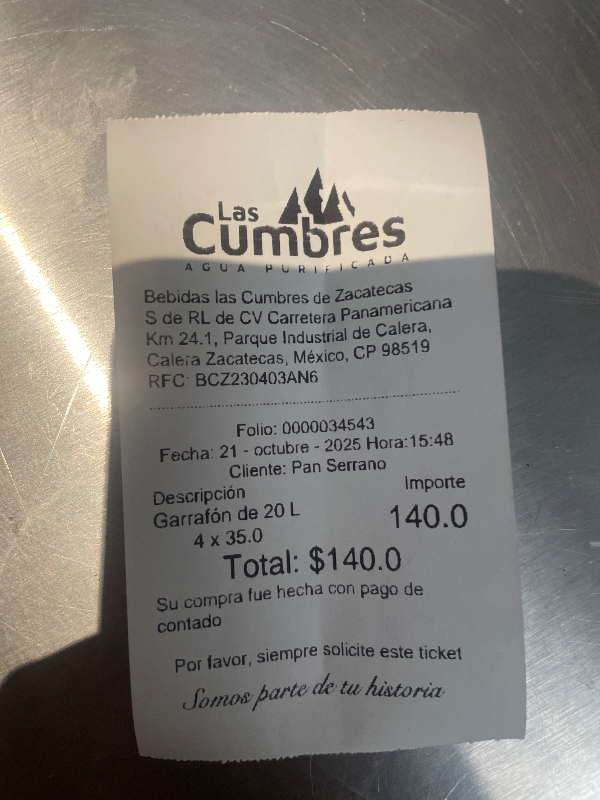 Las
Cumbres
AGUA PURIFICADA
Bebidas las Cumbres de Zacatecas
S de RL de CV Carretera Panamericana
Km 24.1, Parque Industrial de Calera,
Calera Zacatecas, México, CP 98519
RFC: BCZ230403AN6
Folio: 0000034543
Fecha: 21 - octubre - 2025 Hora:15:48
Cliente: Pan Serrano
Descripción Importe
Garrafón de 20 L 140.0
4 x 35.0
Total: $140.0
Su compra fue hecha con pago de
contado
Por favor, siempre solicite este ticket
Somos parte de tu historia